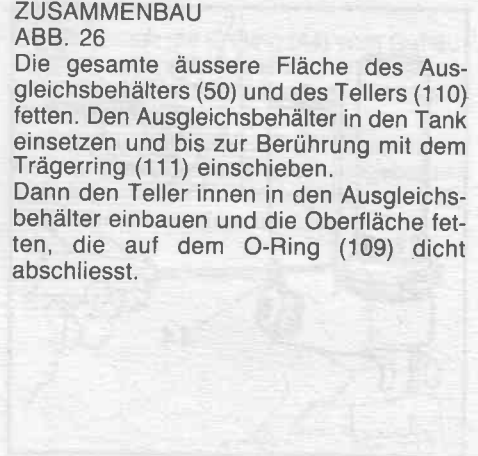 ZUSAMMENBAU
ABB. 26
Die gesamte äussere Fläche des Aus-
gleichsbehälters (50) und des Tellers (110)
fetten. Den Ausgleichsbehälter in den Tank
einsetzen und bis zur Berührung mit dem
Trägerring (111) einschieben.
Dann den Teller innen in den Ausgleichs-
behälter einbauen und die Oberfläche fet-
ten, die auf dem O-Ring (109) dicht
abschliesst.